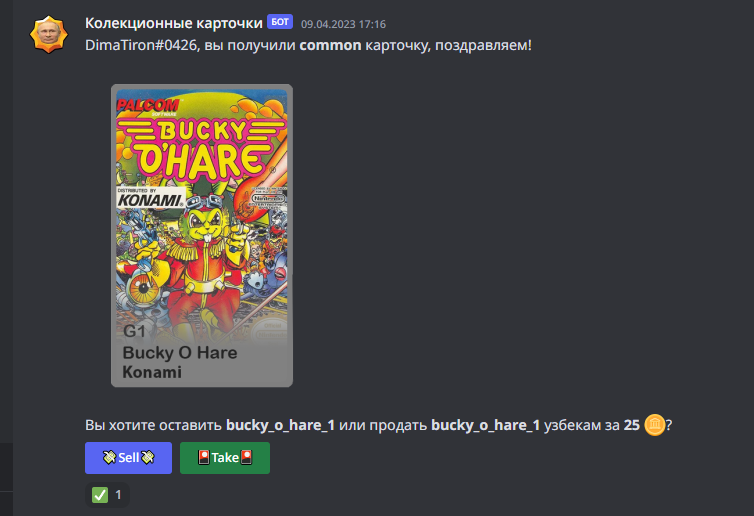 Колекционные карточки БОТ 09.04.2023 17:16
DimaTiron#0426, вы получили common карточку, поздравляем!
PALCOM
SOFTWARE
BUCKY
O'HARE
DISTRIBUTED BY
KONAMI
Nintendo
G1
Bucky O Hare
Konami
Вы хотите оставить bucky_o_hare_1 или продать bucky_o_hare_1 узбекам за 25 ?
Sell Take
1